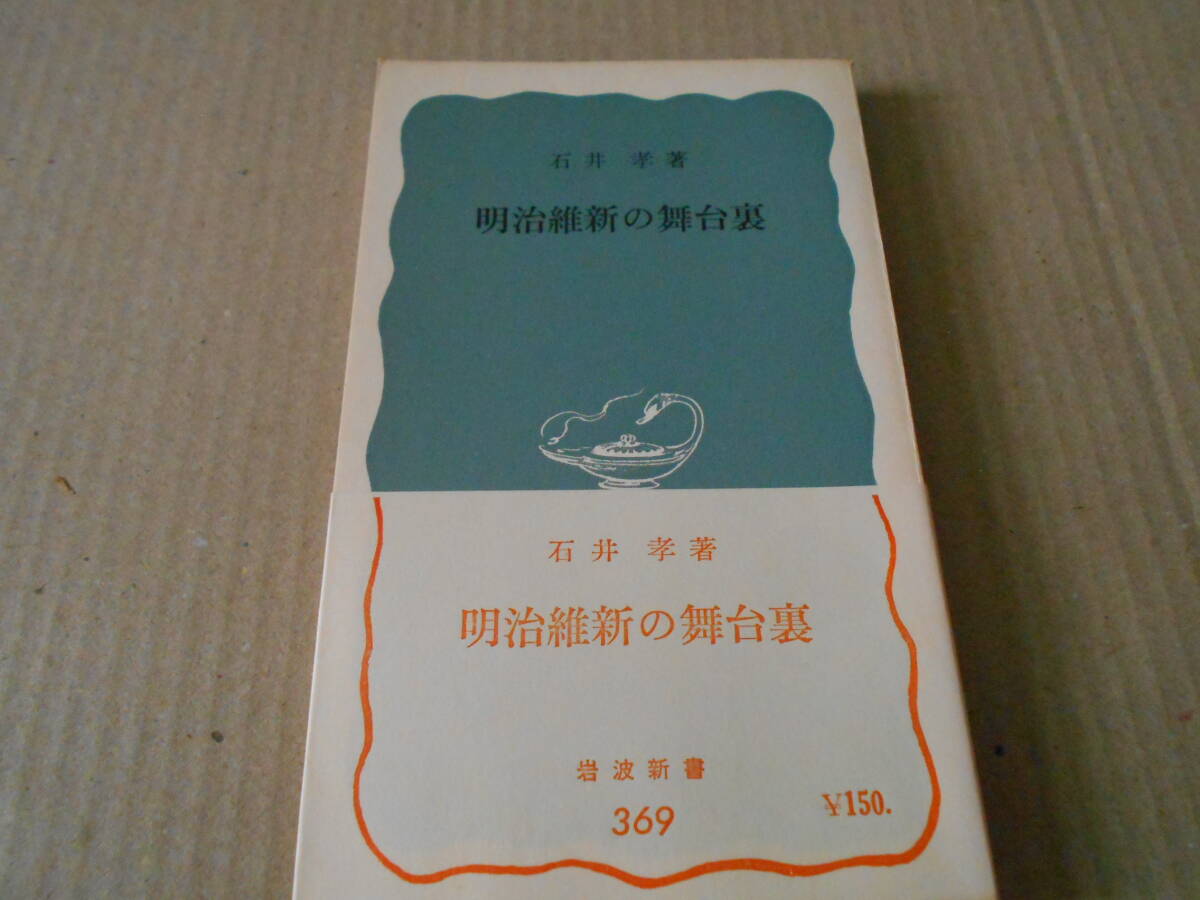 石井 孝著
明治維新の舞台裏
石井 孝著
明治維新の舞台裏
岩波新書
369
¥150.